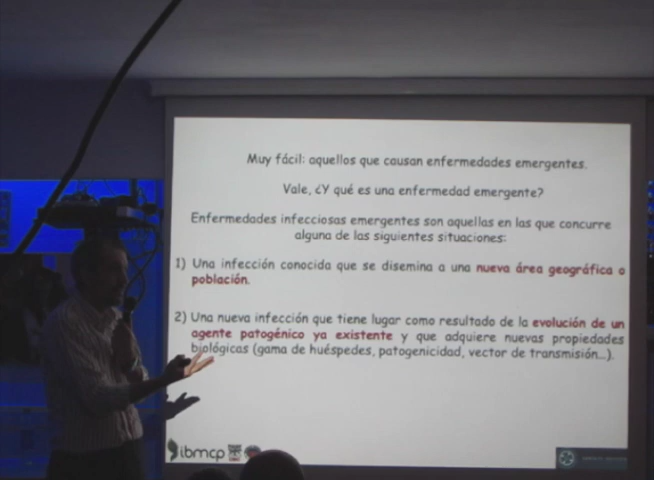 Muy fácil: aquellos que causan enfermedades emergentes.
Vale, ¿Y qué es una enfermedad emergente?
Enfermedades infecciosas emergentes son aquellas en las que concurre
alguna de las siguientes situaciones:
1) Una infección conocida que se disemina a una nueva área geográfica o
población.
2) Una nueva infección que tiene lugar como resultado de la evolución de un
agente patogénico ya existente y que adquiere nuevas propiedades
biológicas (gama de huéspedes, patogenicidad, vector de transmisión…).
ibmcp